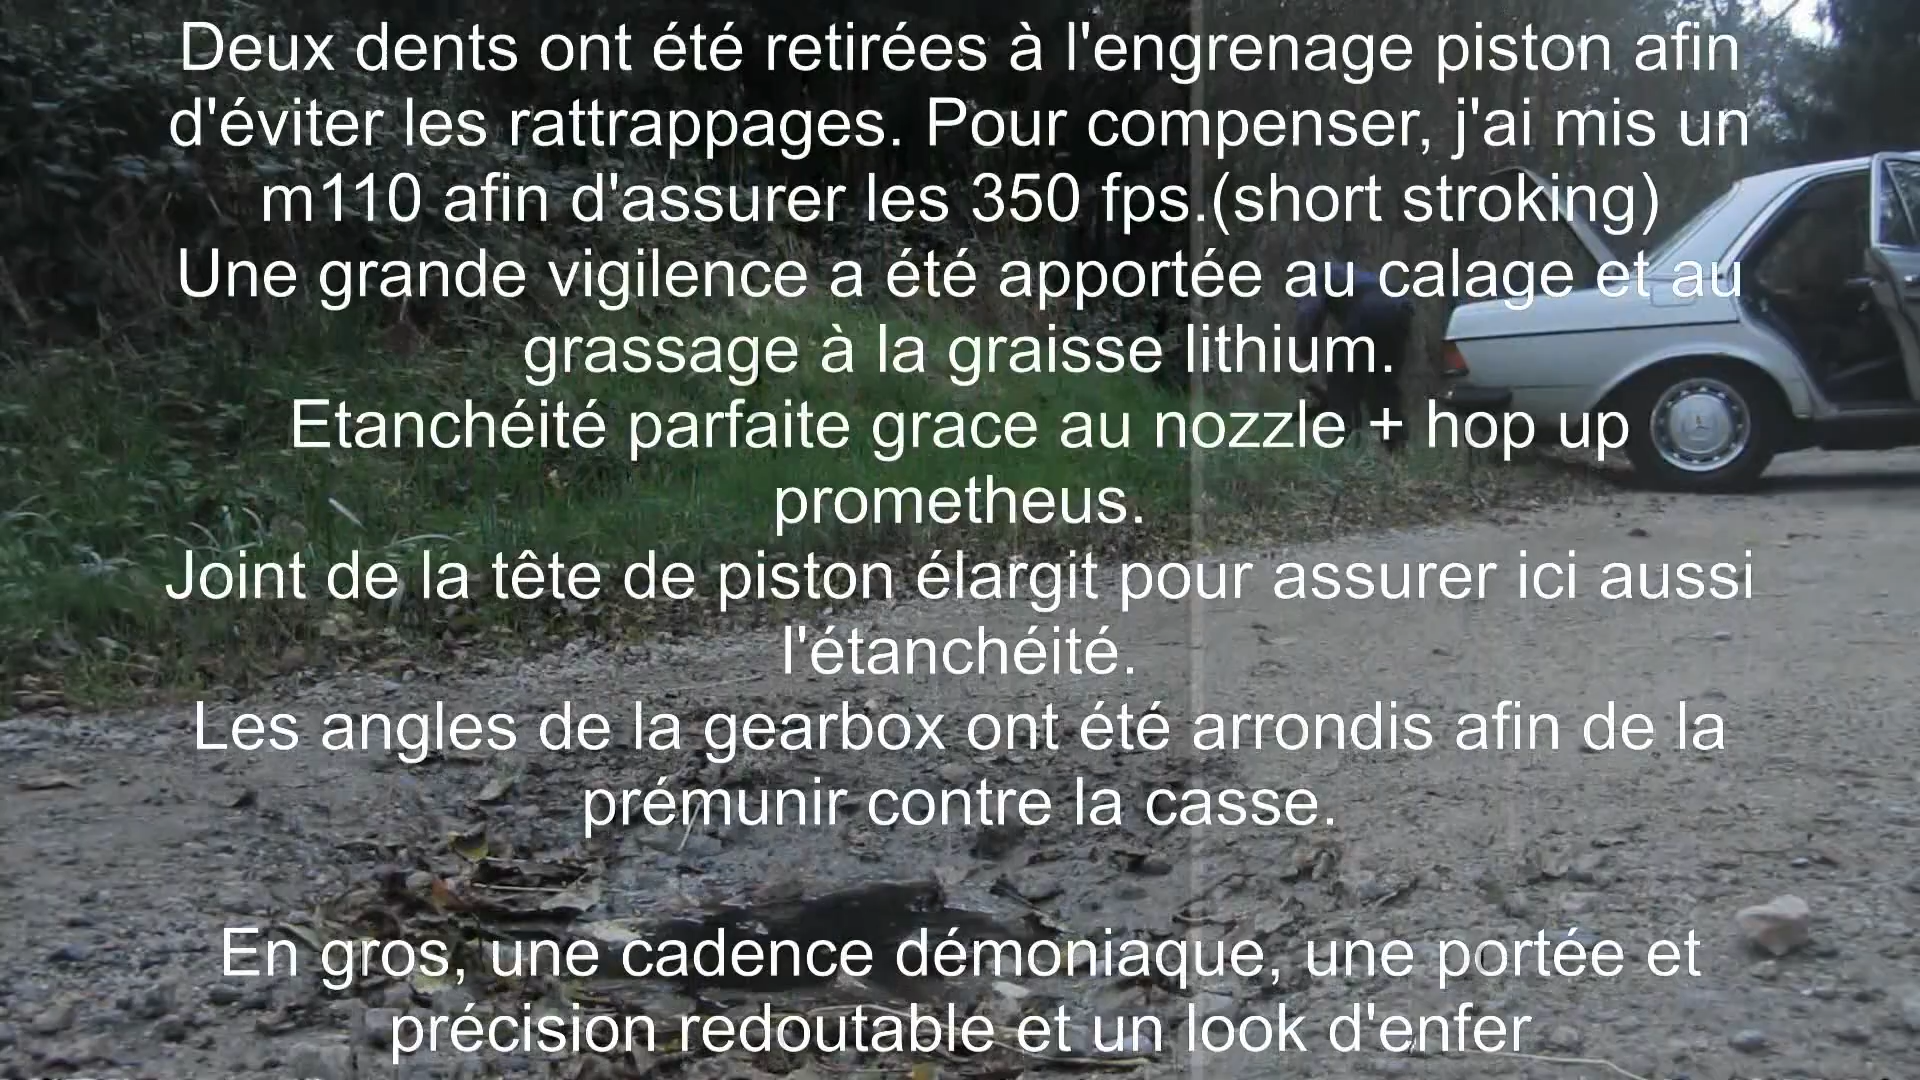 Deux dents ont été retirées à l'engrenage piston afin
d'éviter les rattrappages. Pour compenser, j'ai mis un
m110 afin d'assurer les 350 fps.(short stroking)
Une grande vigilence a été apportée au calage et au
grassage à la graisse lithium.
Etanchéité parfaite grace au nozzle + hop up
prometheus.
Joint de la tête de piston élargit pour assurer ici aussi
l'étanchéité.
Les angles de la gearbox ont été arrondis afin de la
prémunir contre la casse.
En gros, une cadence démoniaque, une portée et
précision redoutable et un look d'enfer